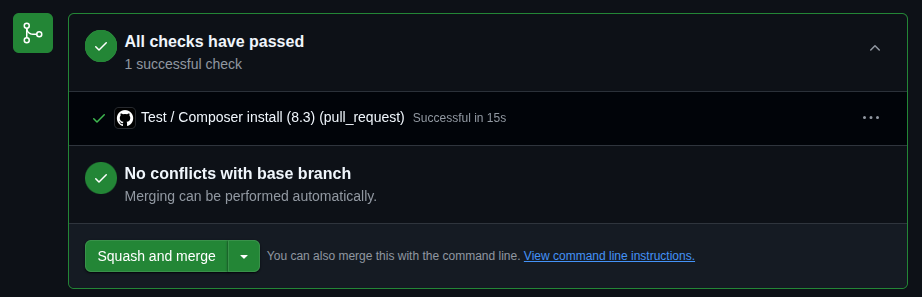 All checks have passed
1 successful check
Test / Composer install (8.3) (pull_request) Successful in 15s
No conflicts with base branch
Merging can be performed automatically.
Squash and merge You can also merge this with the command line. View command line instructions.